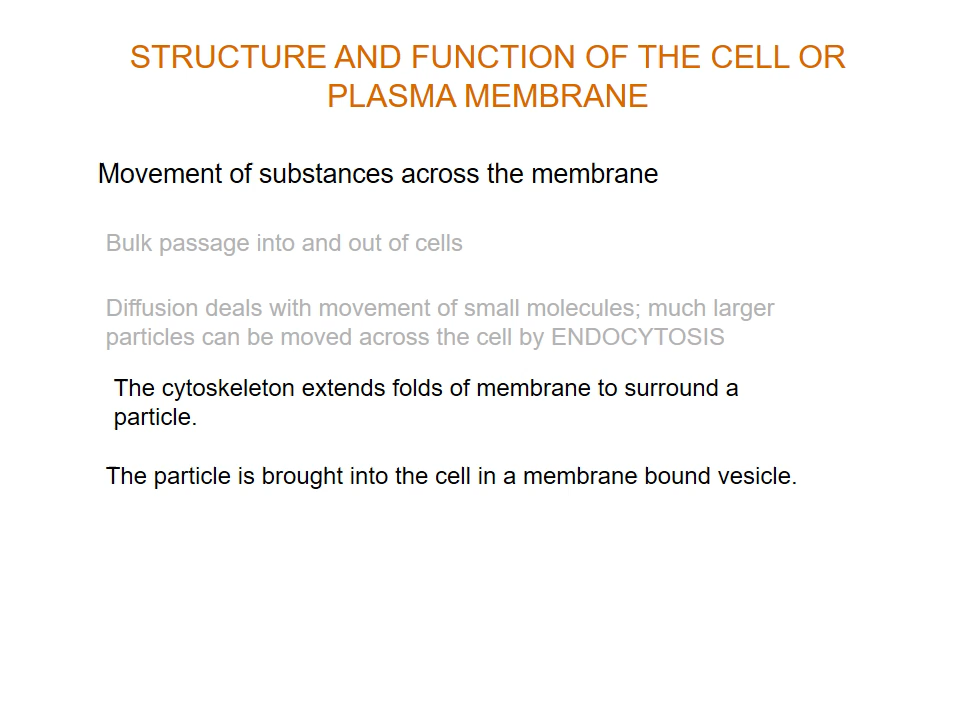 STRUCTURE AND FUNCTION OF THE CELL OR
PLASMA MEMBRANE
Movement of substances across the membrane
Bulk passage into and out of cells
Diffusion deals with movement of small molecules; much larger
particles can be moved across the cell by ENDOCYTOSIS
The cytoskeleton extends folds of membrane to surround a
particle.
The particle is brought into the cell in a membrane bound vesicle.